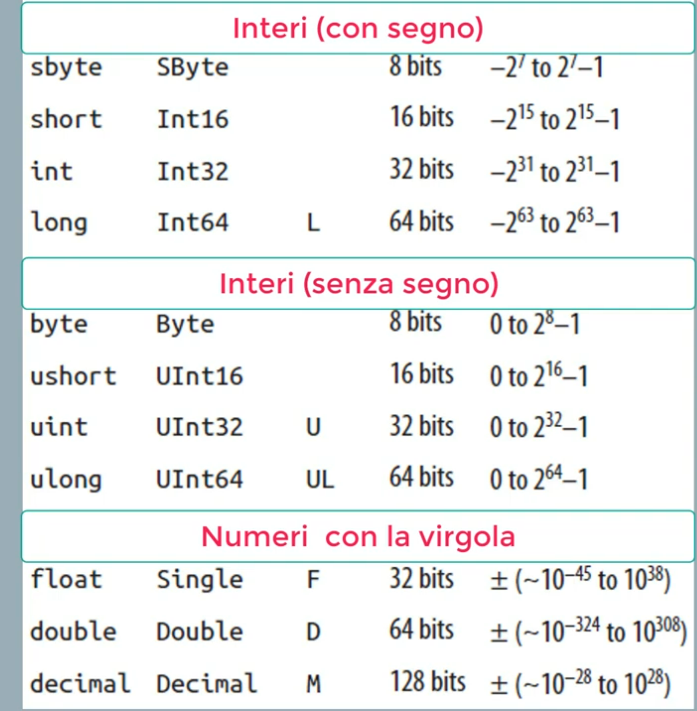 Interi (con segno)
sbyte SByte 8 bits –2⁷ to 2⁷–1
short Int16 16 bits –2¹⁵ to 2¹⁵–1
int Int32 32 bits –2³¹ to 2³¹–1
long Int64 L 64 bits –2⁶³ to 2⁶³–1
Interi (senza segno)
byte Byte 8 bits 0 to 2⁸–1
ushort UInt16 16 bits 0 to 2¹⁶–1
uint UInt32 U 32 bits 0 to 2³²–1
ulong UInt64 UL 64 bits 0 to 2⁶⁴–1
Numeri con la virgola
float Single F 32 bits ± (~10⁻⁴⁵ to 10³⁸)
double Double D 64 bits ± (~10⁻³²⁴ to 10³⁰⁸)
decimal Decimal M 128 bits ± (~10⁻²⁸ to 10²⁸)